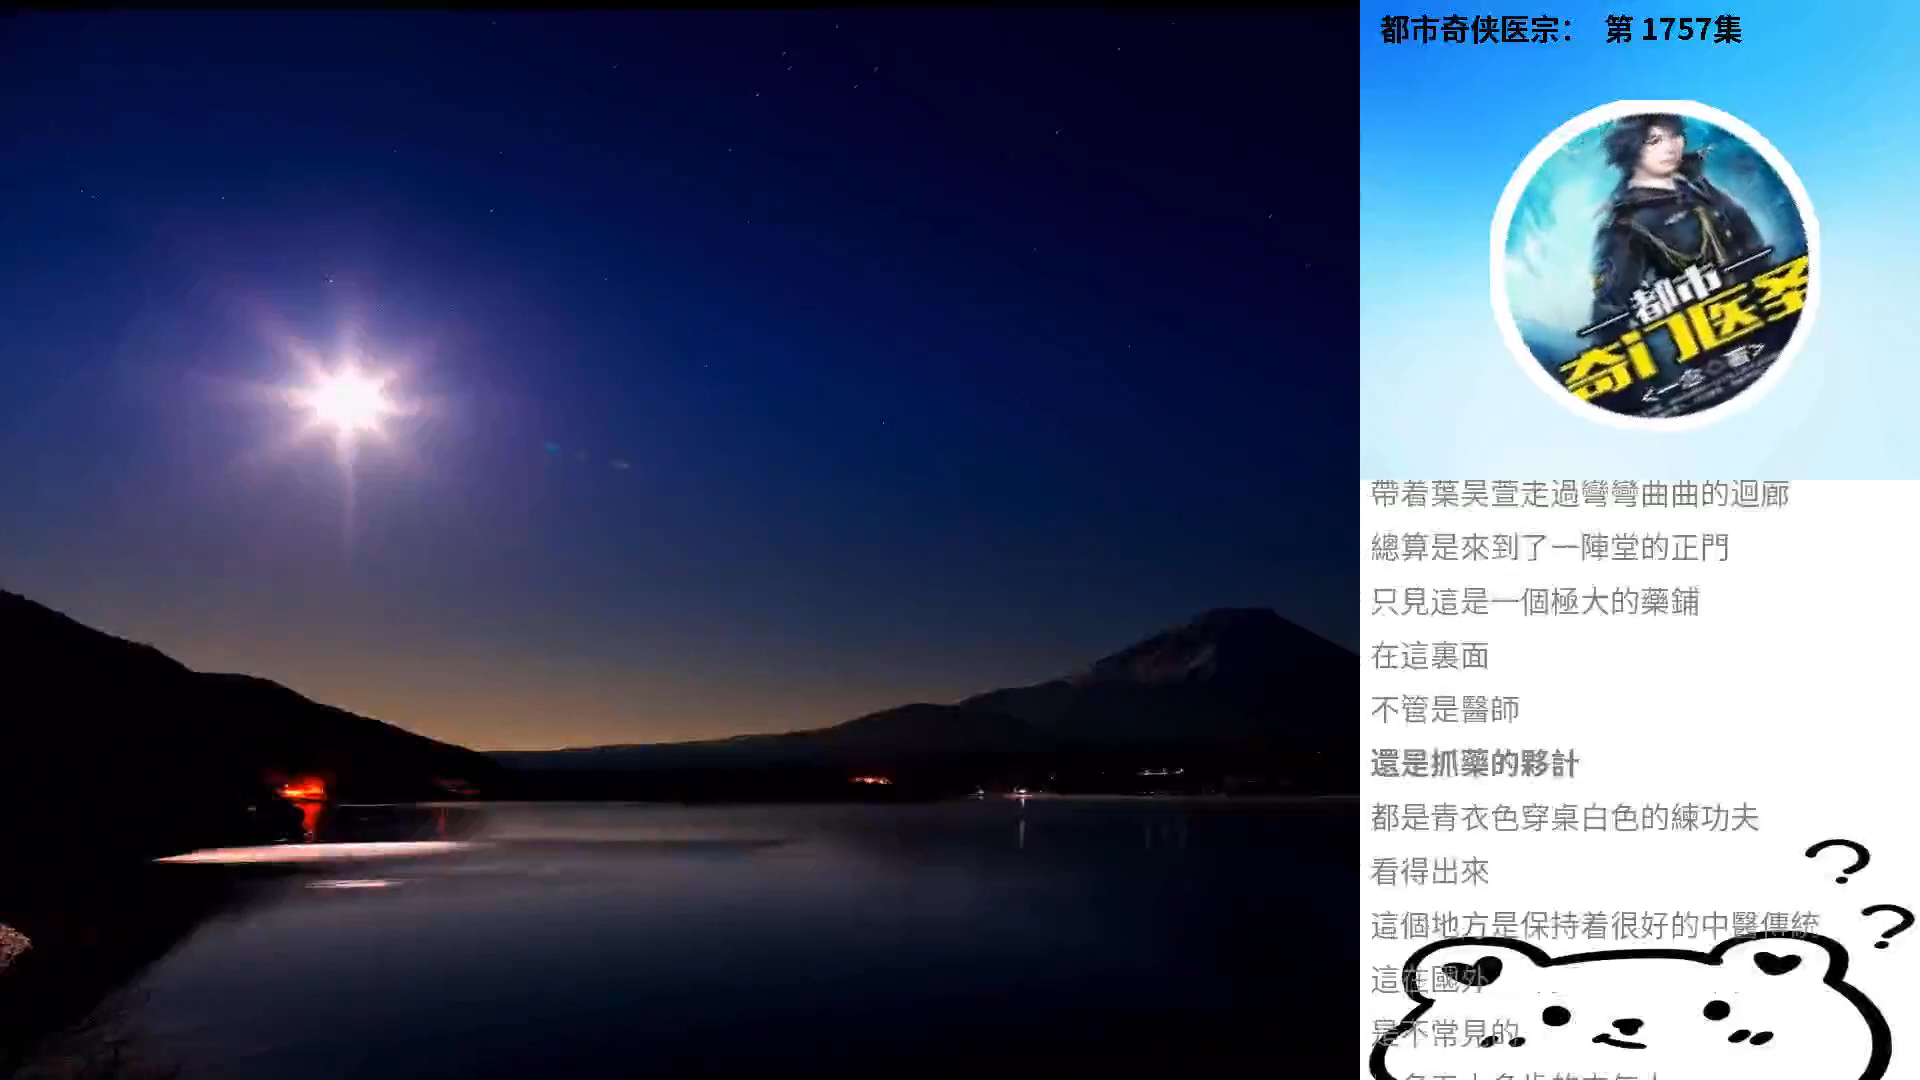 都市奇侠医宗： 第 1757集
都市
奇门医圣
帶着葉昊萱走過彎彎曲曲的迴廊
總算是來到了一陣堂的正門
只見這是一個極大的藥鋪
在這裏面
不管是醫師
還是抓藥的夥計
都是青衣色穿桌白色的練功夫
看得出來
這個地方是保持着很好的中醫傳統
這在國外
是不常見的
? ?